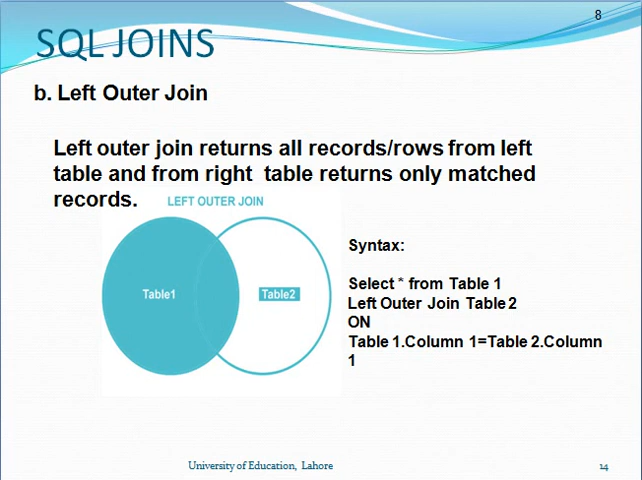 8
SQL JOINS
b. Left Outer Join
Left outer join returns all records/rows from left
table and from right table returns only matched
records.
LEFT OUTER JOIN
Table1
Table2
Syntax:
Select * from Table 1
Left Outer Join Table 2
ON
Table 1.Column 1=Table 2.Column
1
University of Education, Lahore
14